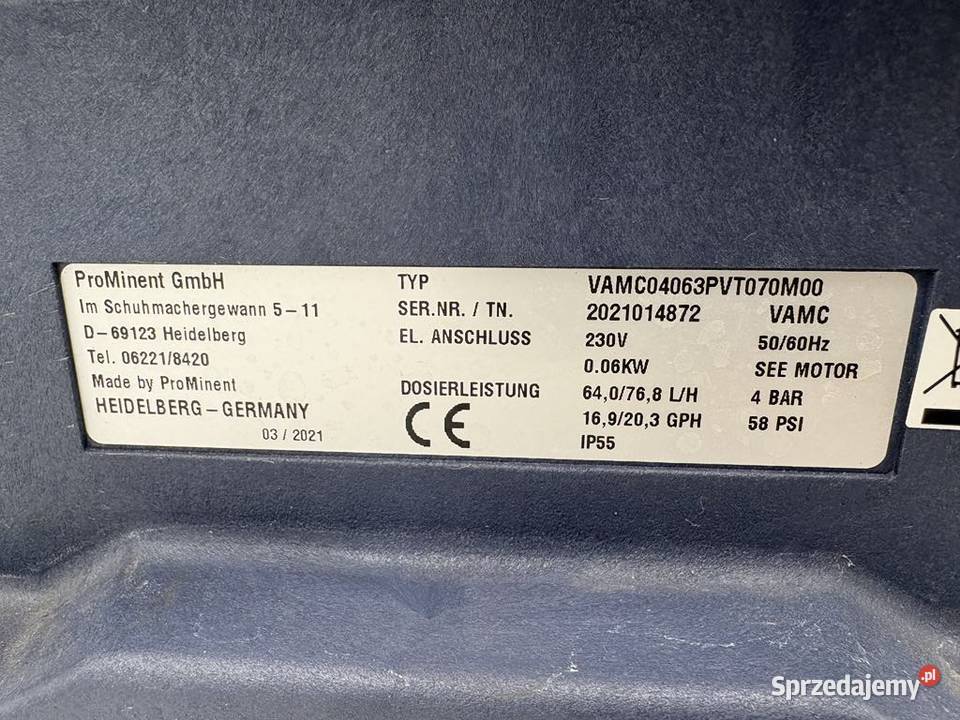 ProMinent GmbH
Im Schuhmachergewann 5-11
D-69123 Heidelberg
Tel. 06221/8420
Made by ProMinent
HEIDELBERG-GERMANY
03 / 2021
TYP VAMC04063PVT070M00
SER.NR. / TN. 2021014872 VAMC
EL. ANSCHLUSS 230V 50/60Hz
0.06KW SEE MOTOR
DOSIERLEISTUNG 64,0/76,8 L/H 4 BAR
CE 16,9/20,3 GPH 58 PSI
IP55
Sprzedajemy.pl